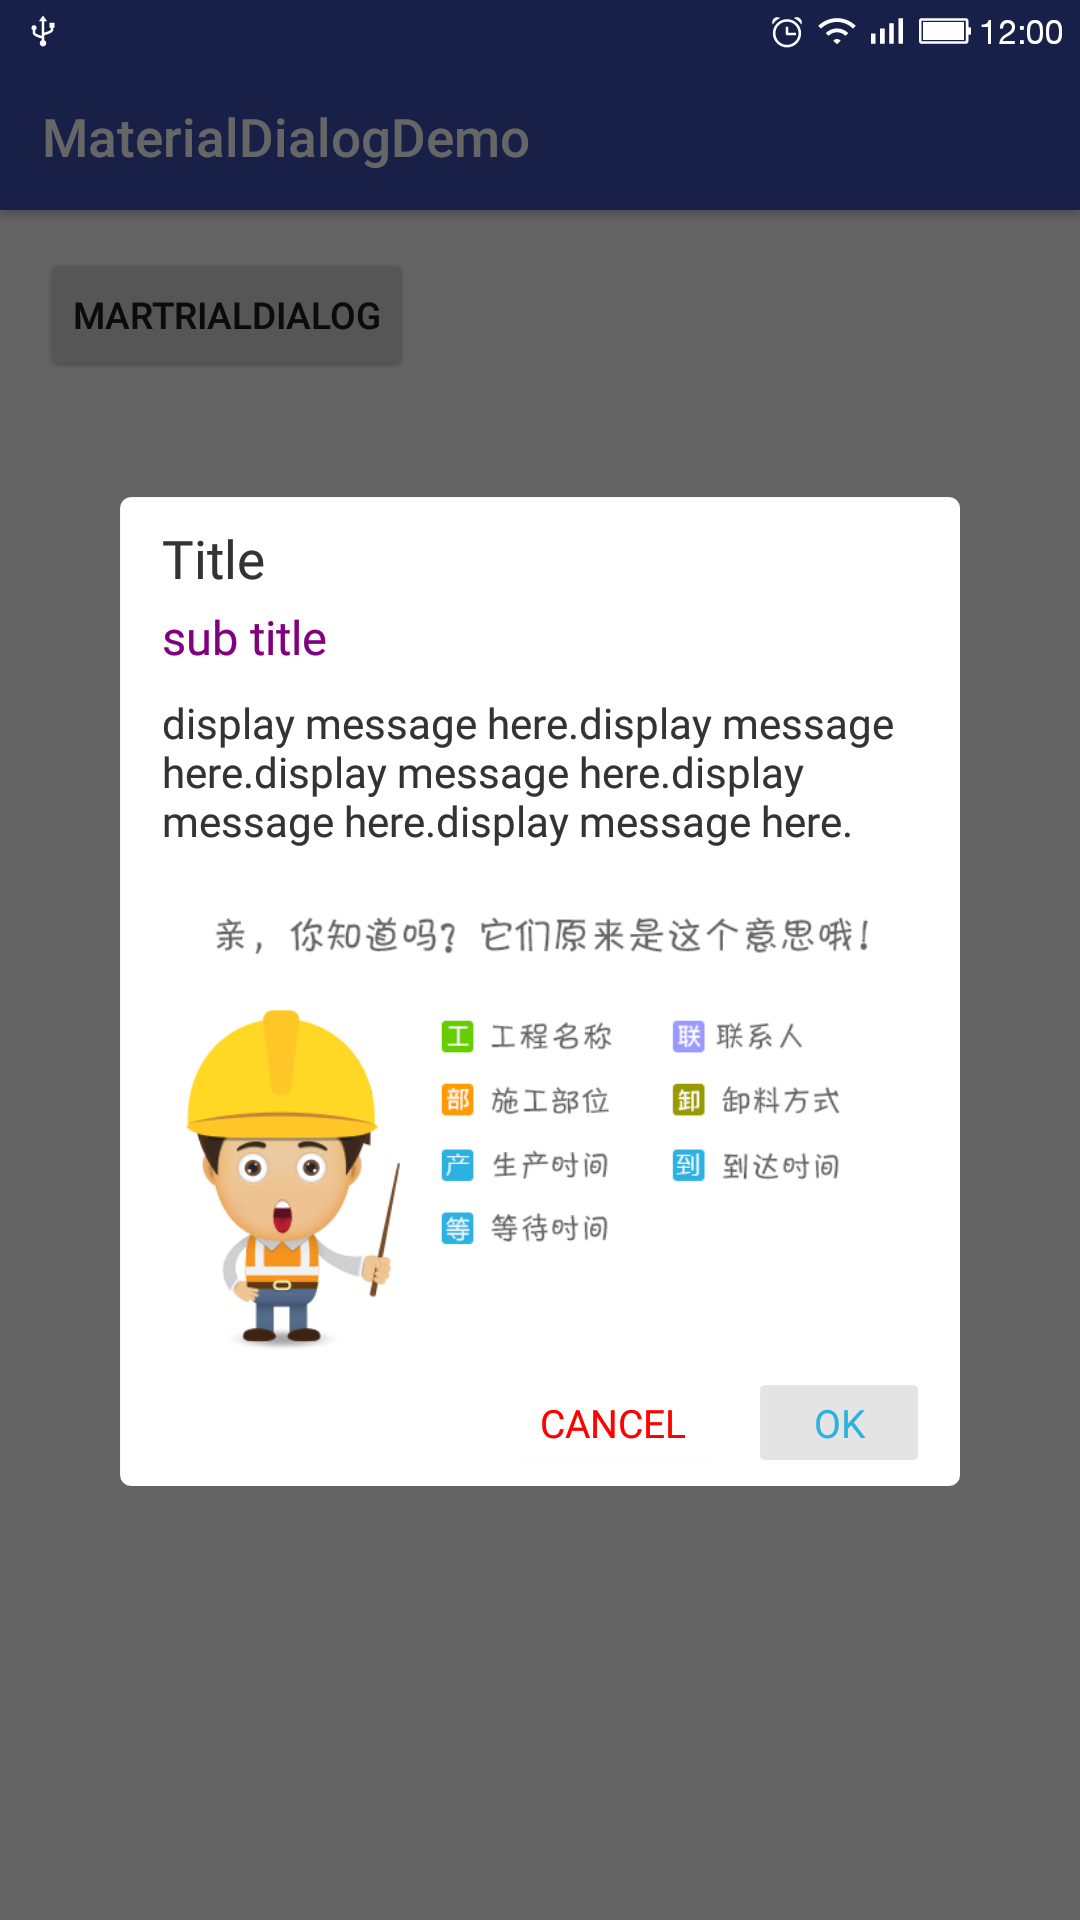 12:00
MaterialDialogDemo
MARTRIALDIALOG
Title
sub title
display message here.display message
here.display message here.display
message here.display message here.
亲，你知道吗？它们原来是这个意思哦！
工 工程名称 联 联系人
部 施工部位 卸 卸料方式
产 生产时间 到 到达时间
等 等待时间
CANCEL OK